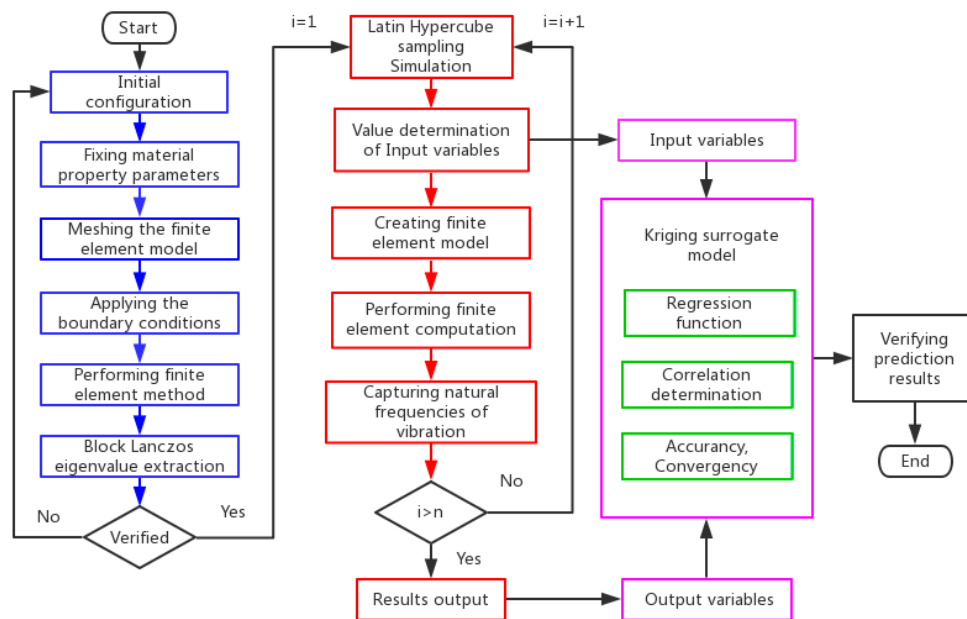 Start
Initial
configuration
Fixing material
property parameters
Meshing the finite
element model
Applying the
boundary conditions
Performing finite
element method
Block Lanczos
eigenvalue extraction
No
Verified
Yes
i=1
i=i+1
Latin Hypercube
sampling
Simulation
Value determination
of Input variables
Creating finite
element model
Performing finite
element computation
Capturing natural
frequencies of
vibration
No
i>n
Yes
Results output
Input variables
Kriging surrogate
model
Regression
function
Correlation
determination
Accurancy,
Convergency
Output variables
Verifying
prediction
results
End